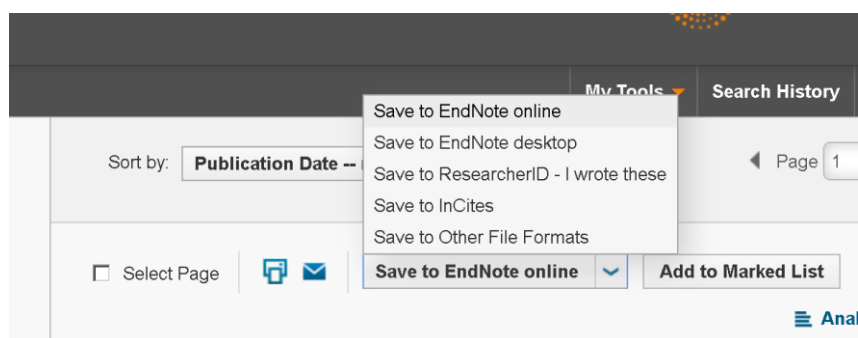 My Tools Search History
Save to EndNote online
Save to EndNote desktop
Sort by: Publication Date -- Page 1
Save to ResearcherID - I wrote these
Save to InCites
Save to Other File Formats
Select Page Save to EndNote online Add to Marked List